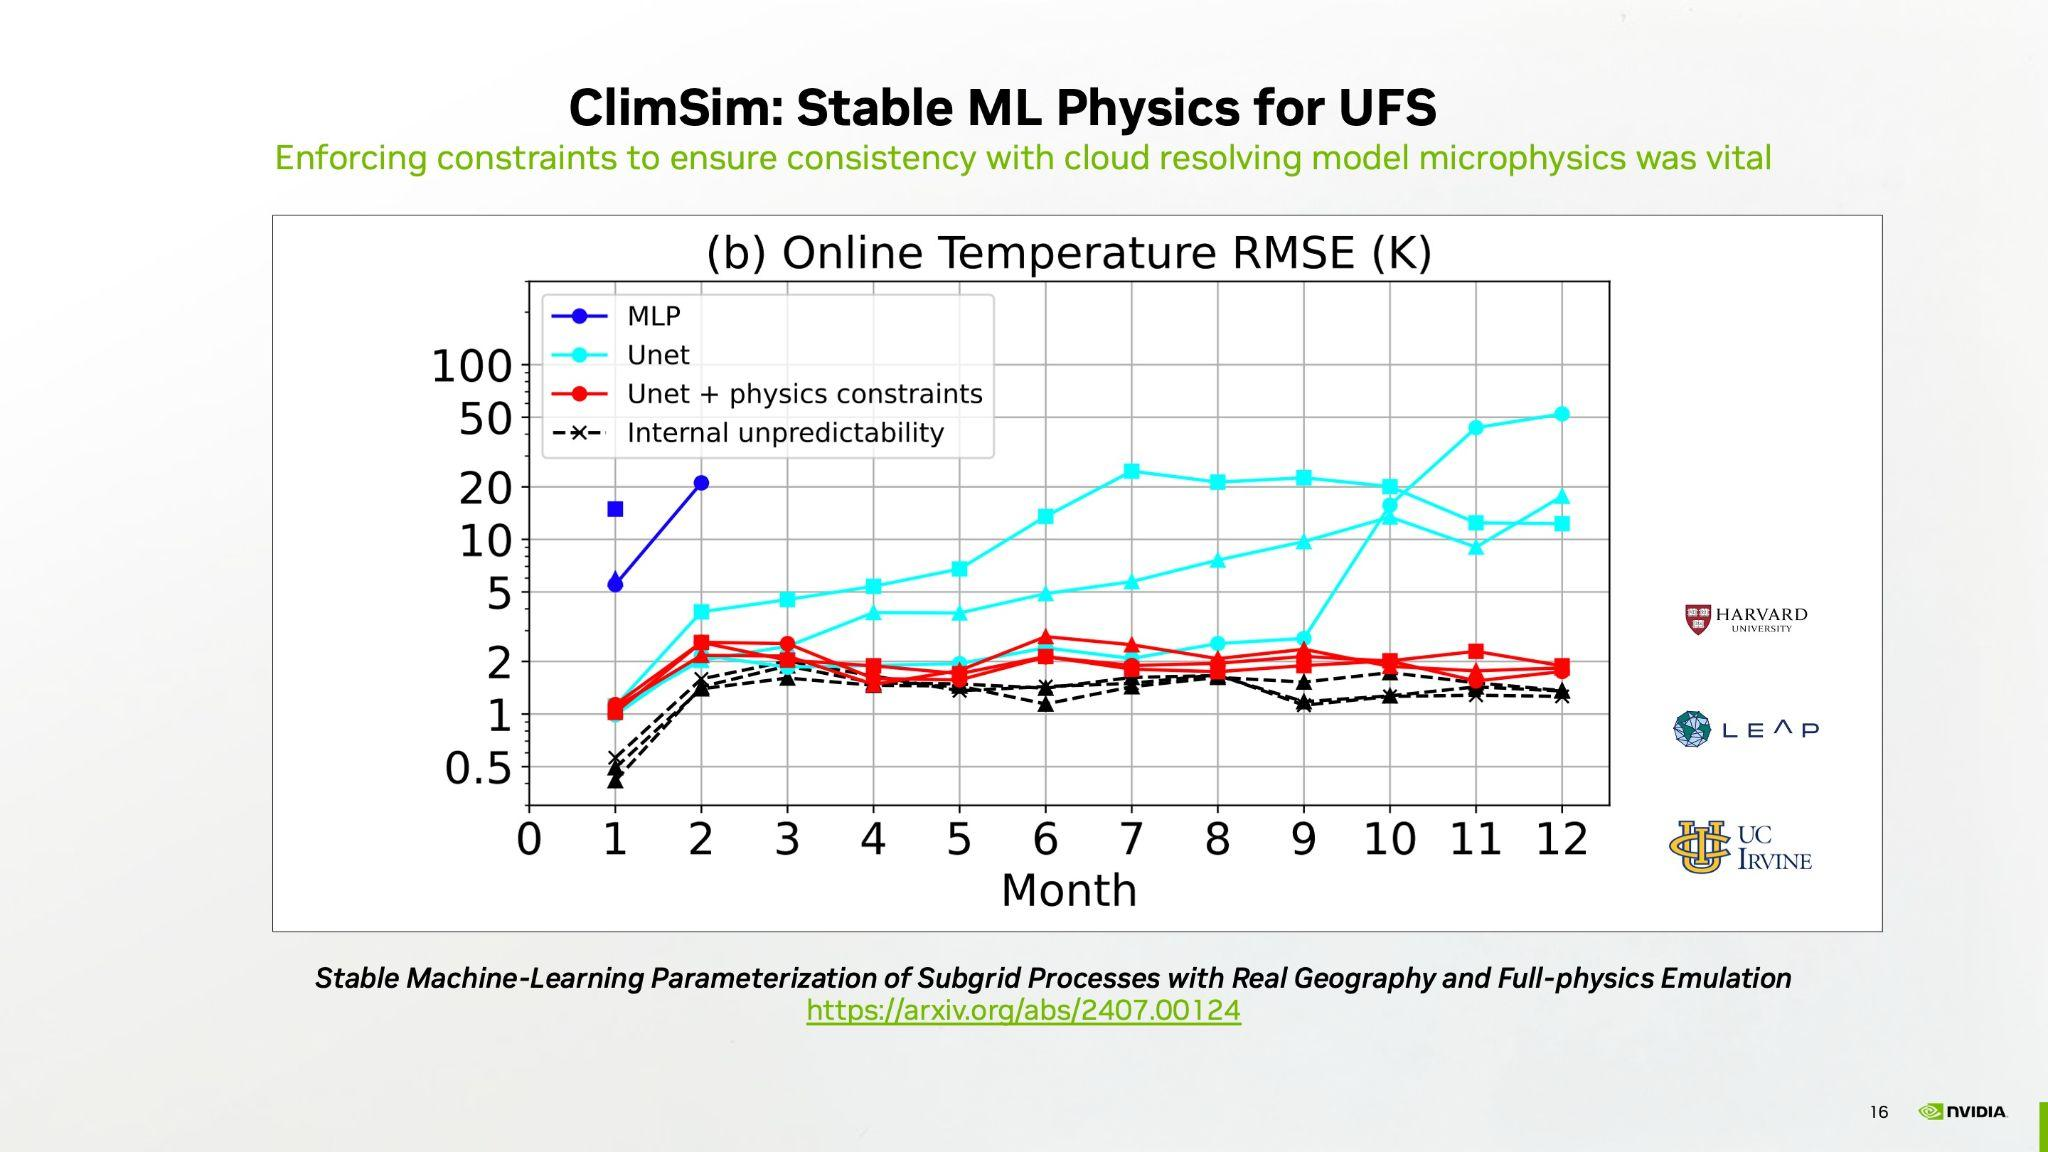 ClimSim: Stable ML Physics for UFS
Enforcing constraints to ensure consistency with cloud resolving model microphysics was vital
(b) Online Temperature RMSE (K)
MLP
Unet
Unet + physics constraints
Internal unpredictability
100
50
20
10
5
2
1
0.5
0 1 2 3 4 5 6 7 8 9 10 11 12
Month
HARVARD
UNIVERSITY
LE^P
UC
IRVINE
Stable Machine-Learning Parameterization of Subgrid Processes with Real Geography and Full-physics Emulation
https://arxiv.org/abs/2407.00124
16 NVIDIA